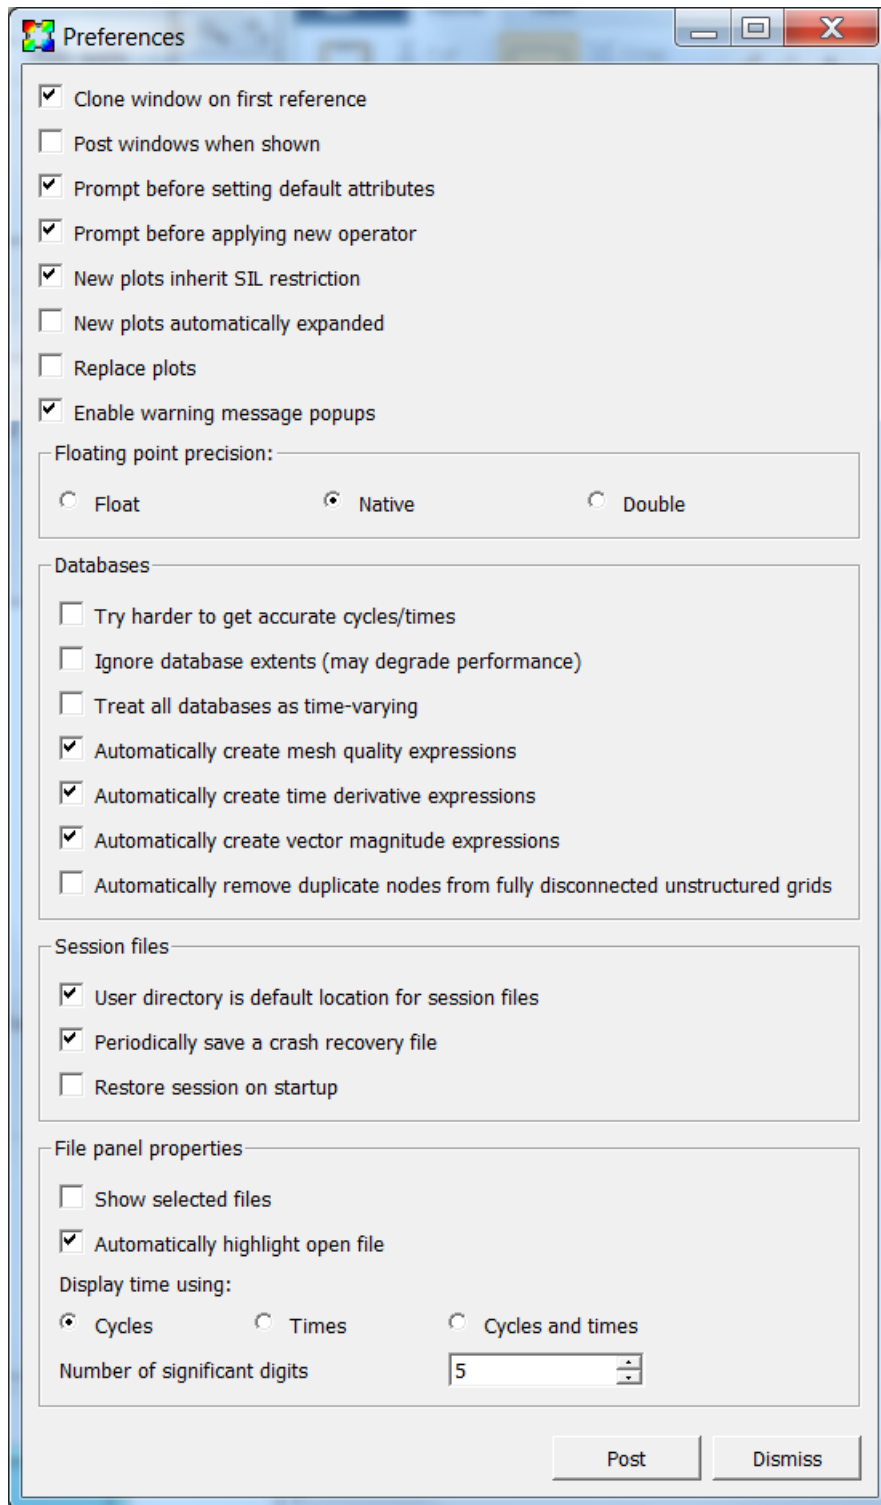 Preferences
Clone window on first reference
Post windows when shown
Prompt before setting default attributes
Prompt before applying new operator
New plots inherit SIL restriction
New plots automatically expanded
Replace plots
Enable warning message popups
Floating point precision:
Float Native Double
Databases
Try harder to get accurate cycles/times
Ignore database extents (may degrade performance)
Treat all databases as time-varying
Automatically create mesh quality expressions
Automatically create time derivative expressions
Automatically create vector magnitude expressions
Automatically remove duplicate nodes from fully disconnected unstructured grids
Session files
User directory is default location for session files
Periodically save a crash recovery file
Restore session on startup
File panel properties
Show selected files
Automatically highlight open file
Display time using:
Cycles Times Cycles and times
Number of significant digits 5
Post Dismiss